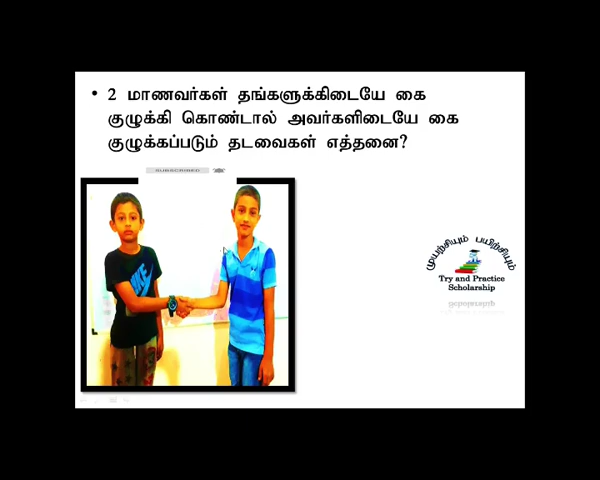 • 2 மாணவர்கள் தங்களுக்கிடையே கை
குழுக்கி கொண்டால் அவர்களிடையே கை
குழுக்கப்படும் தடவைகள் எத்தனை?
SUBSCRIBED
முயற்சியும் பயிற்சியும்
Try and Practice
Scholarship